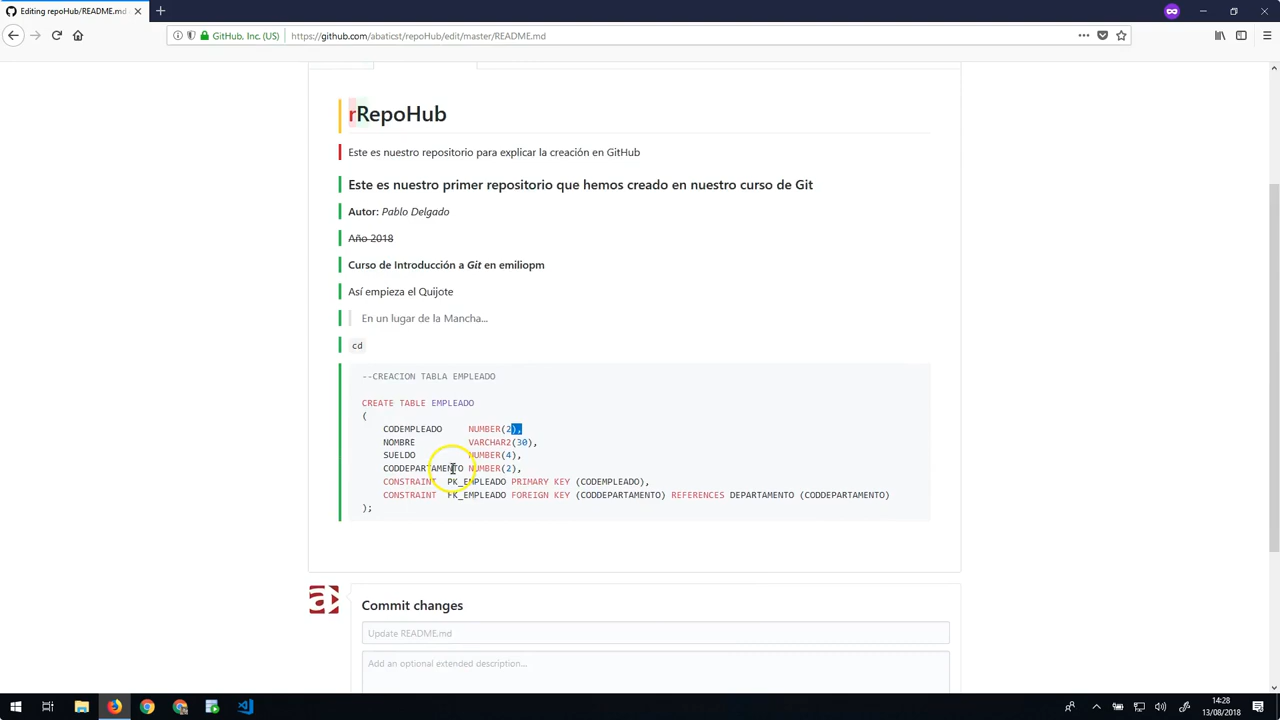 Editing repoHub/README.md
GitHub, Inc. (US)
https://github.com/abaticst/repoHub/edit/master/README.md
rRepoHub
Este es nuestro repositorio para explicar la creación en GitHub
Este es nuestro primer repositorio que hemos creado en nuestro curso de Git
Autor: Pablo Delgado
Año 2018
Curso de Introducción a Git en emiliopm
Así empieza el Quijote
En un lugar de la Mancha...
cd
--CREACION TABLA EMPLEADO
CREATE TABLE EMPLEADO
(
CODEMPLEADO NUMBER(2),
NOMBRE VARCHAR2(30),
SUELDO NUMBER(4),
CODDEPARTAMENTO NUMBER(2),
CONSTRAINT PK_EMPLEADO PRIMARY KEY (CODEMPLEADO),
CONSTRAINT FK_EMPLEADO FOREIGN KEY (CODDEPARTAMENTO) REFERENCES DEPARTAMENTO (CODDEPARTAMENTO)
);
Commit changes
Update README.md
Add an optional extended description...
14:28
13/08/2018